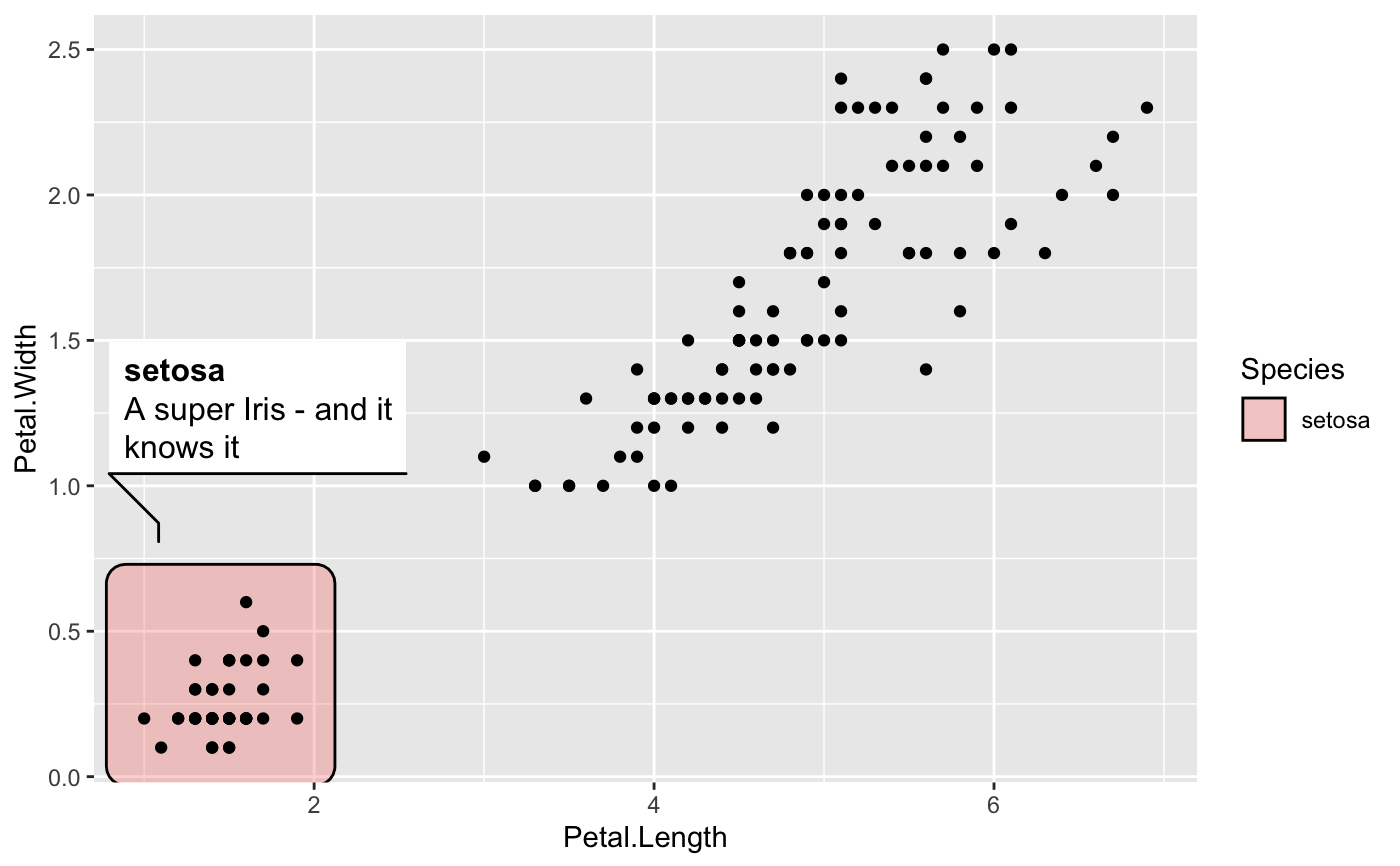 2.5
2.0
1.5
1.0
0.5
0.0
Petal.Width
setosa
A super Iris - and it
knows it
2
4
6
Petal.Length
Species
setosa